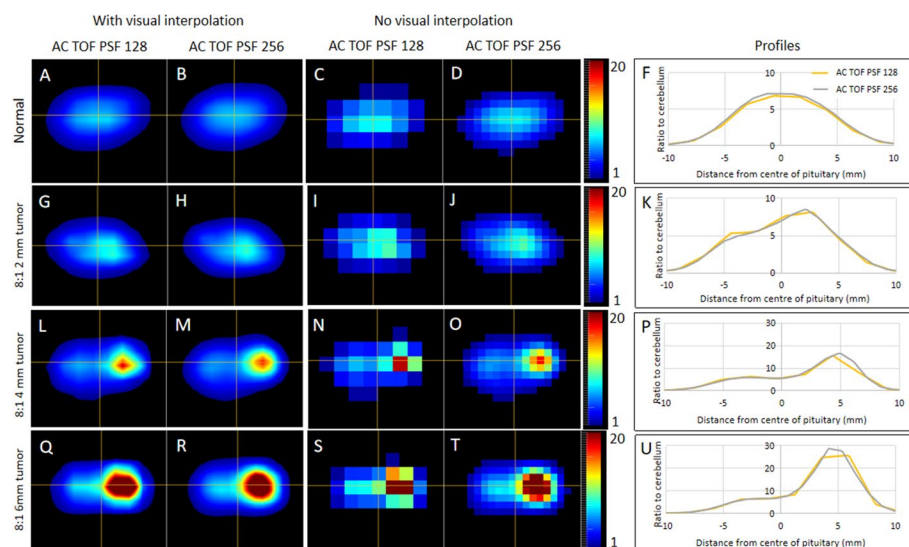 With visual interpolation
No visual interpolation
AC TOF PSF 128
AC TOF PSF 256
AC TOF PSF 128
AC TOF PSF 256
Profiles
Normal
A
B
C
D
20
1
F
AC TOF PSF 128
AC TOF PSF 256
Ratio to cerebellum
10
5
0
-10
-5
0
5
10
Distance from centre of pituitary (mm)
8:1 2 mm tumor
G
H
I
J
20
1
K
Ratio to cerebellum
10
5
0
-10
-5
0
5
10
Distance from centre of pituitary (mm)
8:1 4 mm tumor
L
M
N
O
20
1
P
Ratio to cerebellum
30
20
10
0
-10
-5
0
5
10
Distance from centre of pituitary (mm)
8:1 6mm tumor
Q
R
S
T
20
1
U
Ratio to cerebellum
30
20
10
0
-10
-5
0
5
10
Distance from centre of pituitary (mm)